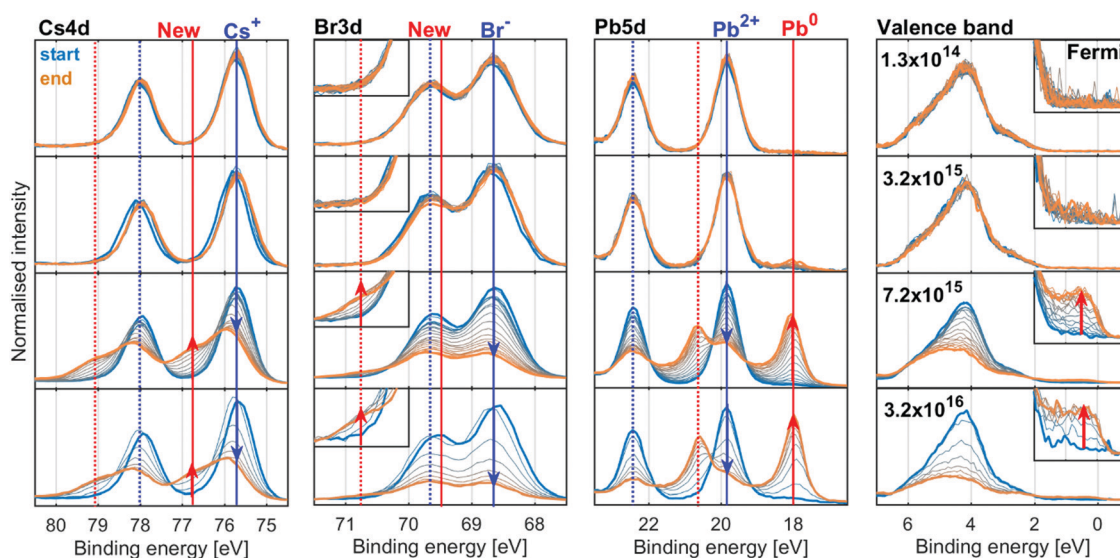 Cs4d New Cs+ Br3d New Br- Pb5d Pb2+ Pb0 Valence band
start
end
1.3x10^14 Fermi
3.2x10^15
7.2x10^15
3.2x10^16
Normalised intensity
80 79 78 77 76 75 71 70 69 68 22 20 18 6 4 2 0
Binding energy [eV] Binding energy [eV] Binding energy [eV] Binding energy [eV]